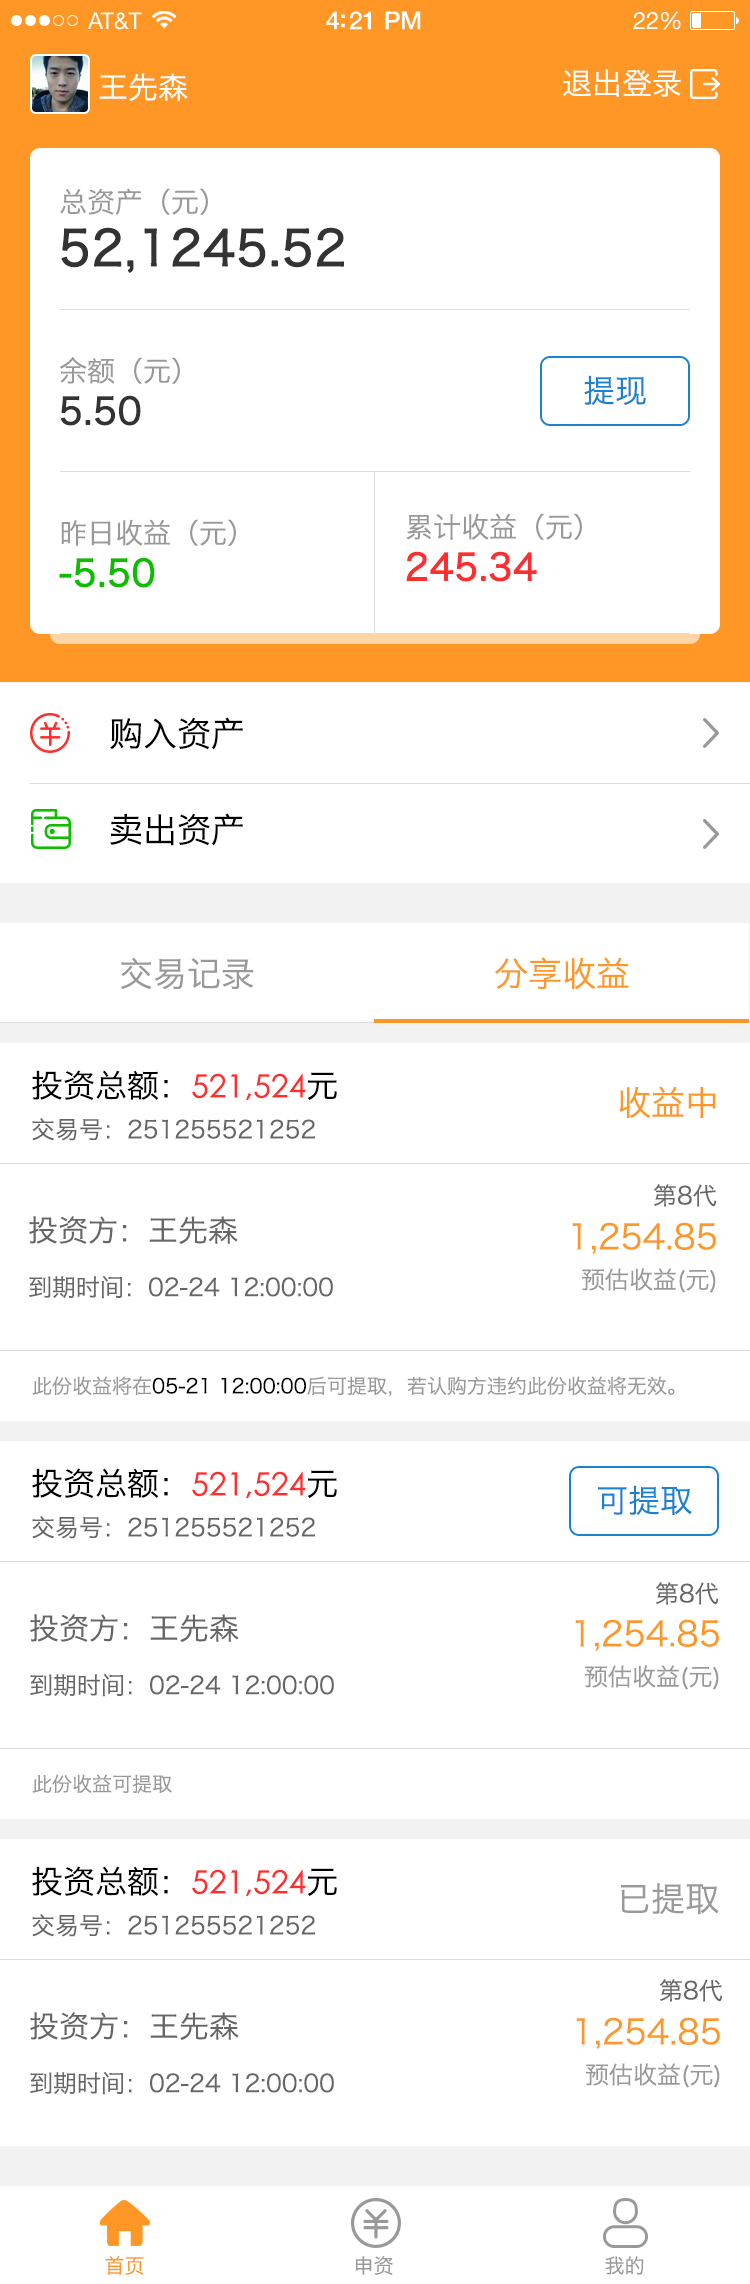 AT&T 4:21 PM 22%
王先森 退出登录
总资产（元）
52,1245.52
余额（元）
5.50
提现
昨日收益（元） 累计收益（元）
-5.50 245.34
购入资产
卖出资产
交易记录 分享收益
投资总额：521,524元
交易号：251255521252
收益中
第8代
投资方：王先森
1,254.85
到期时间：02-24 12:00:00
预估收益(元)
此份收益将在05-21 12:00:00后可提取，若认购方违约此份收益将无效。
投资总额：521,524元
交易号：251255521252
可提取
第8代
投资方：王先森
1,254.85
到期时间：02-24 12:00:00
预估收益(元)
此份收益可提取
投资总额：521,524元
交易号：251255521252
已提取
第8代
投资方：王先森
1,254.85
到期时间：02-24 12:00:00
预估收益(元)
首页 申资 我的